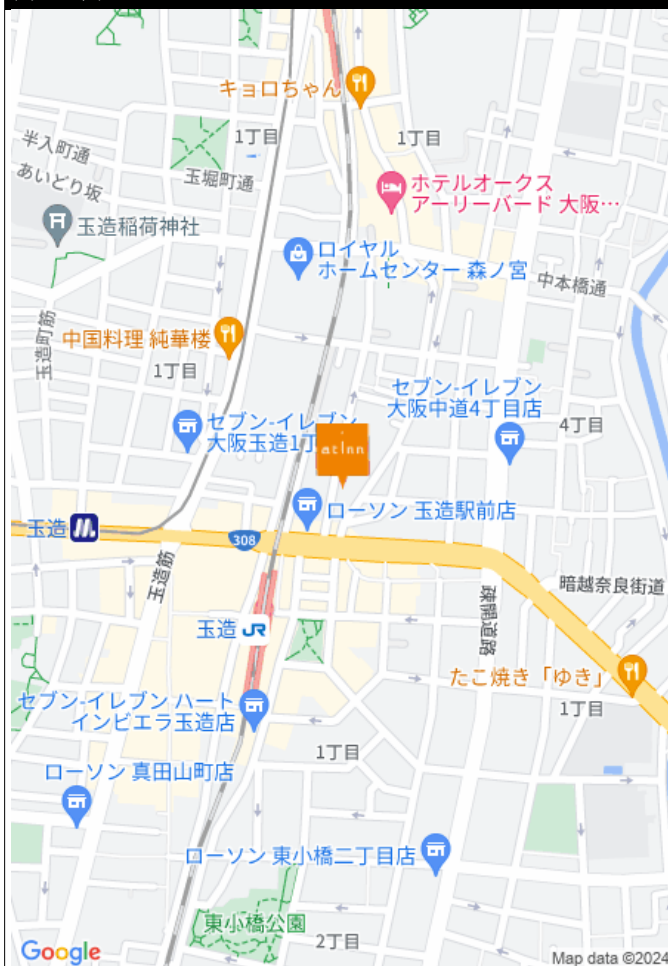 キョロちゃん
1丁目
1丁目
半入町通
あいどり坂
玉堀町通
ホテルオークス
アーリーバード 大阪…
玉造稲荷神社
ロイヤル
ホームセンター 森ノ宮
中本橋通
玉造町筋
中国料理 純華楼
1丁目
セブン-イレブン
大阪中道4丁目店
セブン-イレブン
大阪玉造1丁
at inn
4丁目
ローソン 玉造駅前店
玉造
308
玉造筋
暗越奈良街道
疎開道路
玉造 JR
たこ焼き「ゆき」
1丁目
セブン-イレブン ハート
インビエラ玉造店
1丁目
ローソン 真田山町店
ローソン 東小橋二丁目店
東小橋公園
2丁目
Google
Map data ©2024